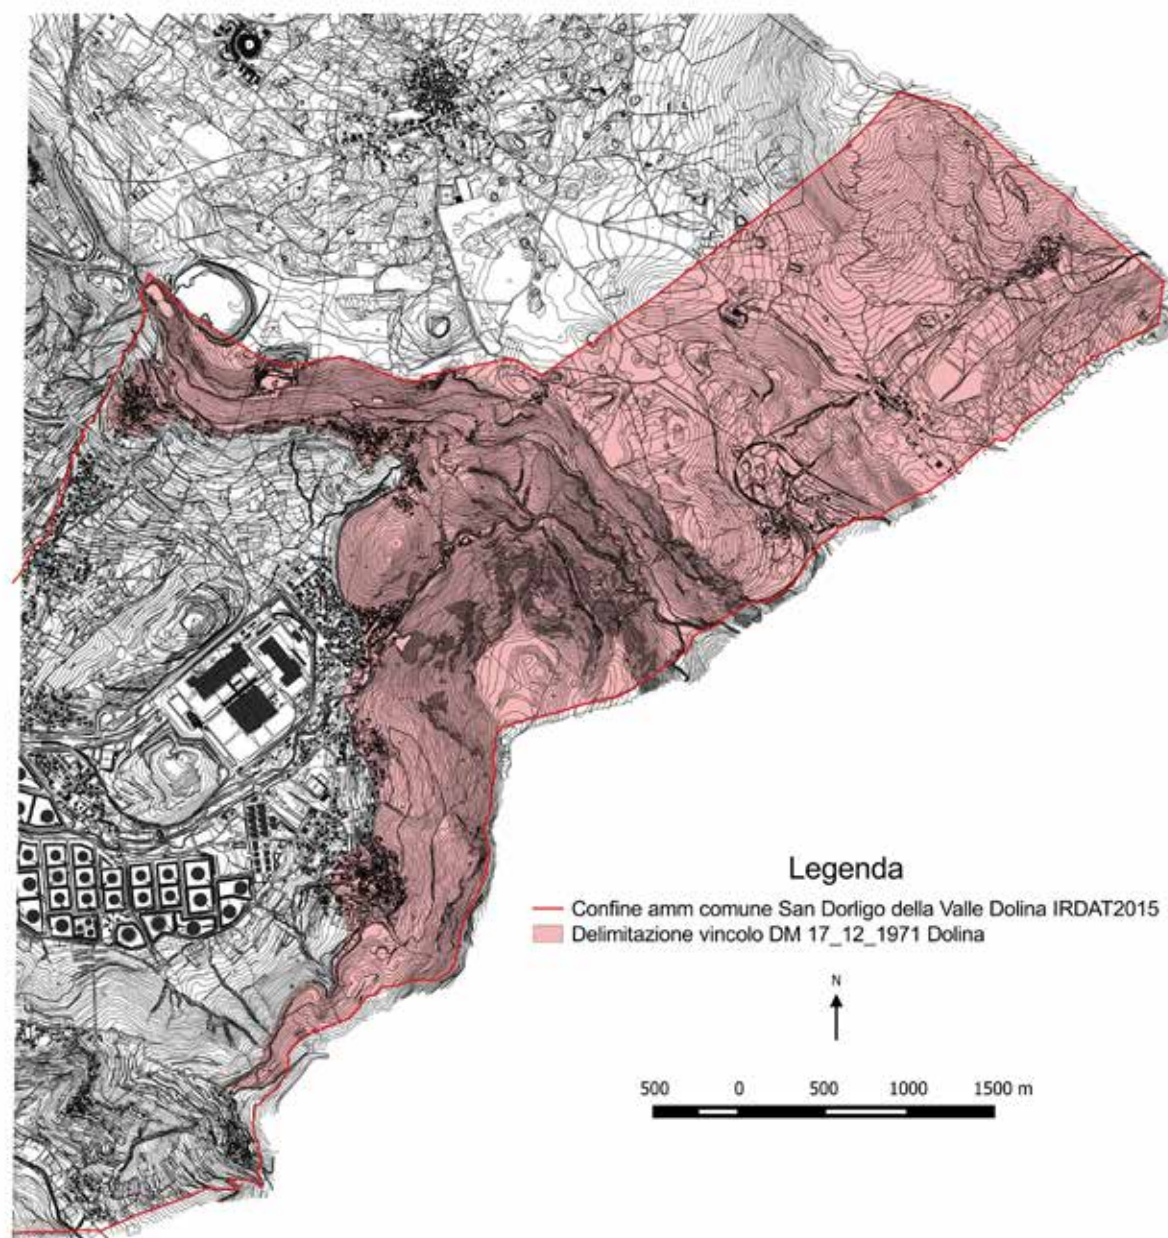 Legenda
Confine amm comune San Dorligo della Valle Dolina IRDAT2015
Delimitazione vincolo DM 17_12_1971 Dolina
N
500 0 500 1000 1500 m